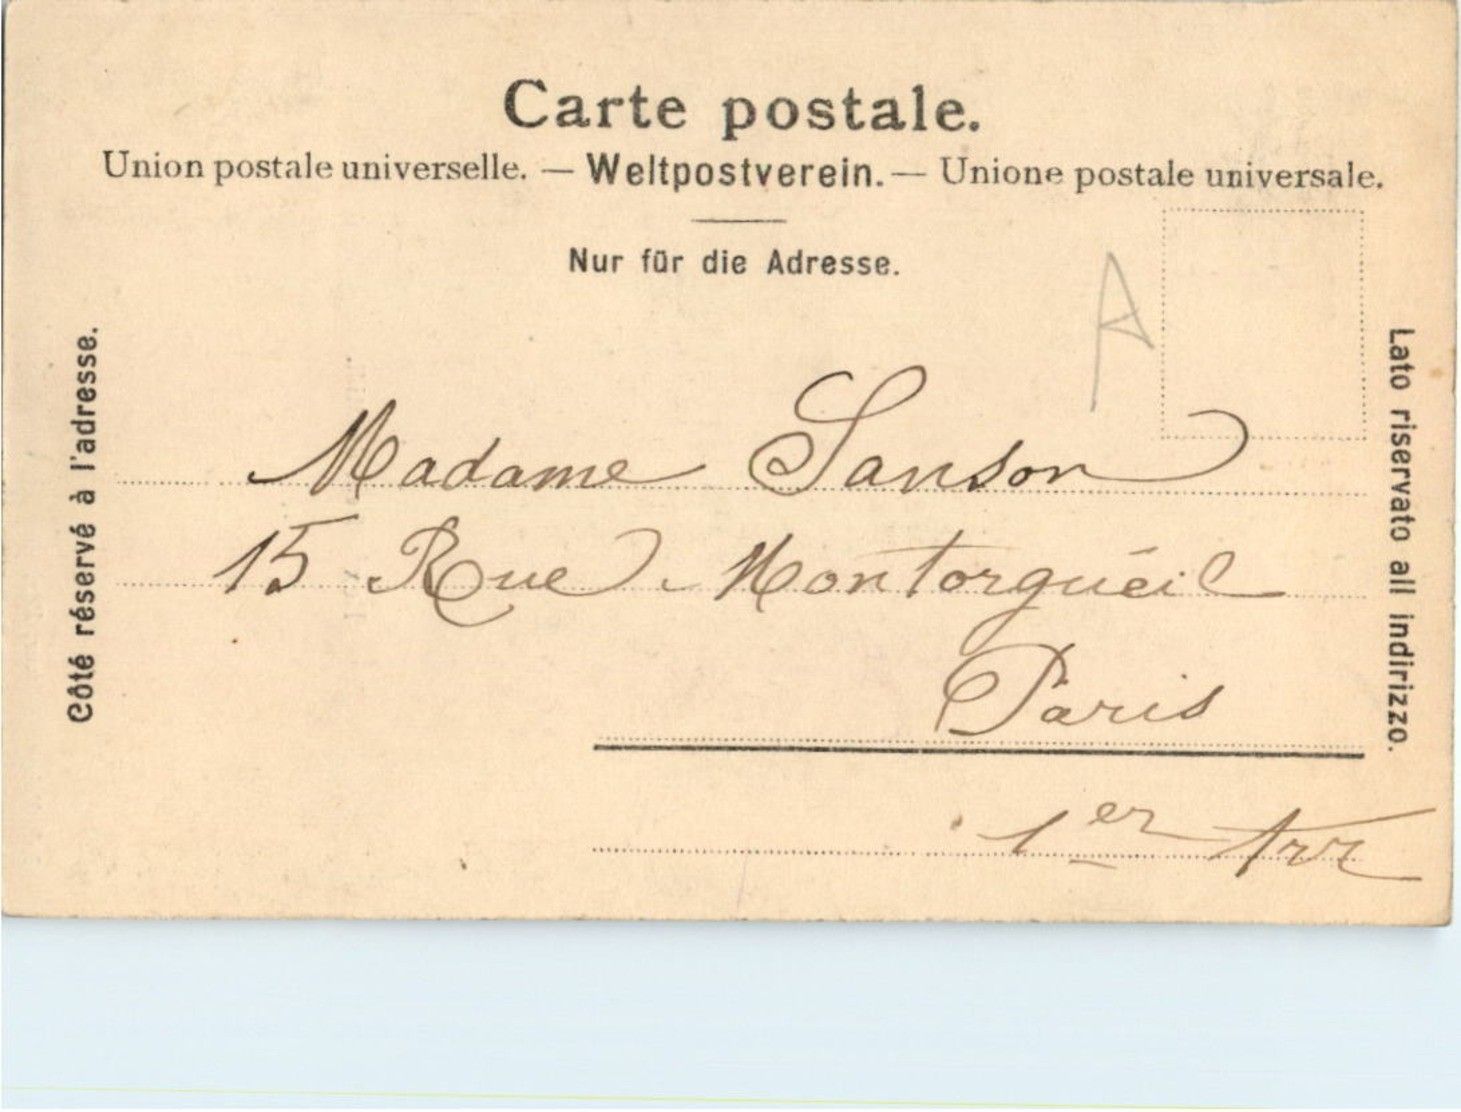 Carte postale.
Union postale universelle. — Weltpostverein. — Unione postale universale.
Nur für die Adresse.
Côté réservé à l'adresse.
Lato riservato all indirizzo.
A
Madame Sanson
15 Rue Montorguéil
Paris
1er Arr